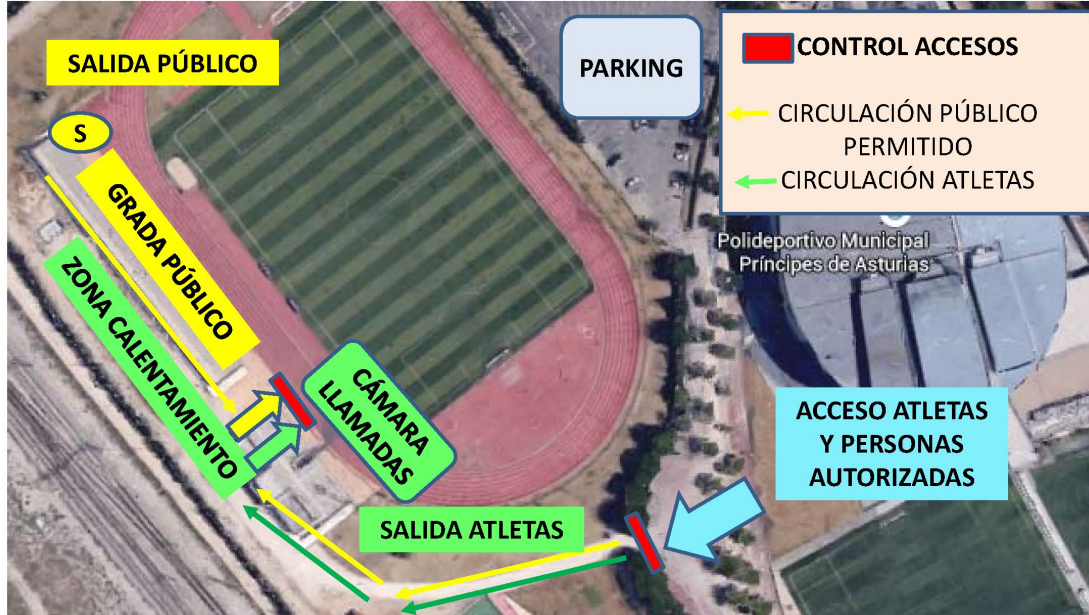 SALIDA PÚBLICO
S
GRADA PÚBLICO
ZONA CALENTAMIENTO
CÁMARA
LLAMADAS
SALIDA ATLETAS
PARKING
CONTROL ACCESOS
CIRCULACIÓN PÚBLICO
PERMITIDO
CIRCULACIÓN ATLETAS
Polideportivo Municipal
Príncipes de Asturias
ACCESO ATLETAS
Y PERSONAS
AUTORIZADAS